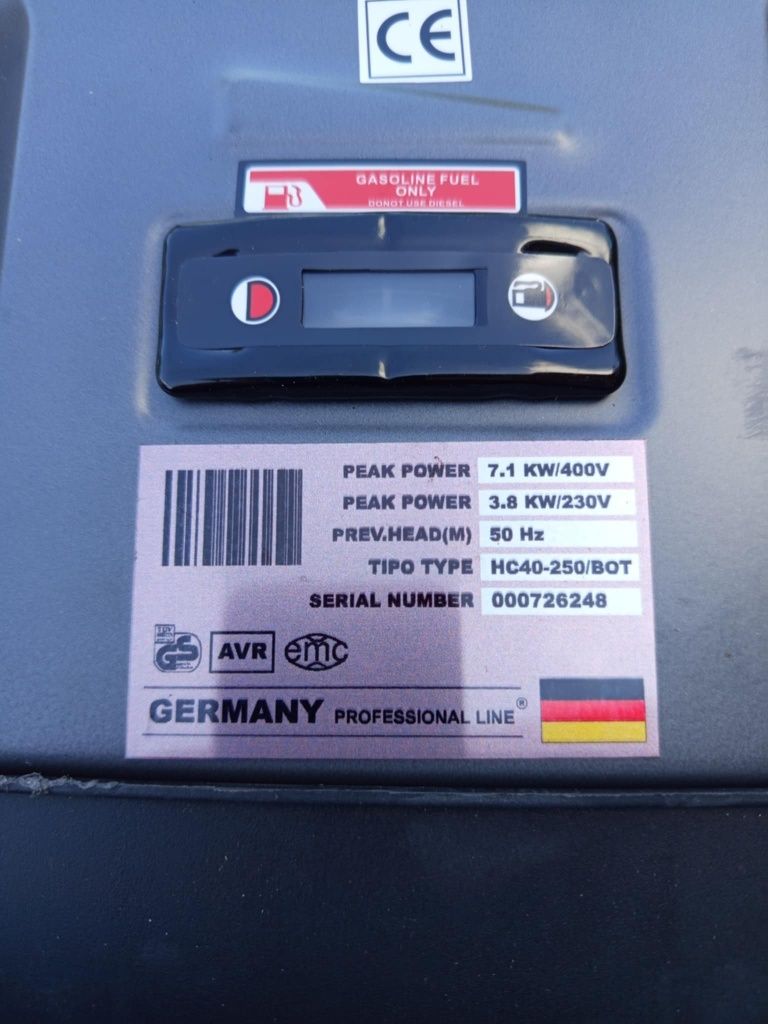 CE
GASOLINE FUEL
ONLY
DONOT USE DIESEL
PEAK POWER 7.1 KW/400V
PEAK POWER 3.8 KW/230V
PREV.HEAD(M) 50 Hz
TIPO TYPE HC40-250/BOT
SERIAL NUMBER 000726248
GS AVR emc
GERMANY PROFESSIONAL LINE®